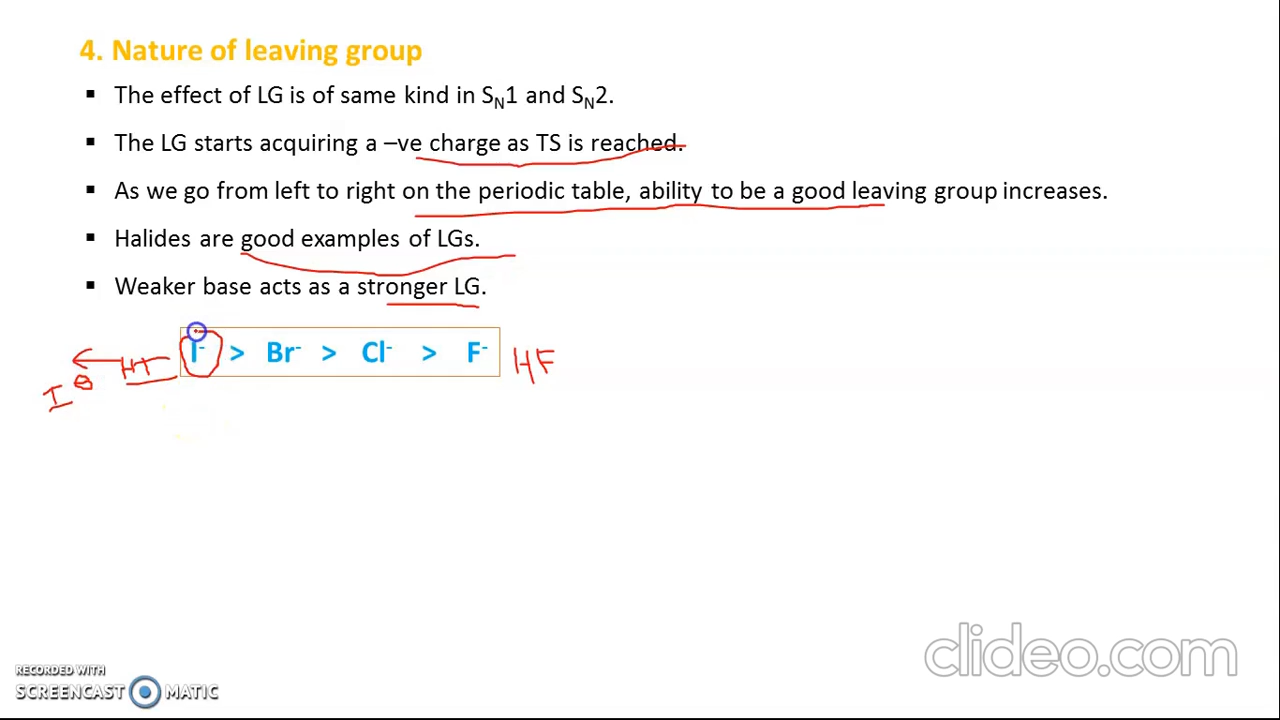 4. Nature of leaving group
▪ The effect of LG is of same kind in SN1 and SN2.
▪ The LG starts acquiring a –ve charge as TS is reached.
▪ As we go from left to right on the periodic table, ability to be a good leaving group increases.
▪ Halides are good examples of LGs.
▪ Weaker base acts as a stronger LG.
I- > Br- > Cl- > F- HF
HI
I⊖
clideo.com
RECORDED WITH
SCREENCAST MATIC